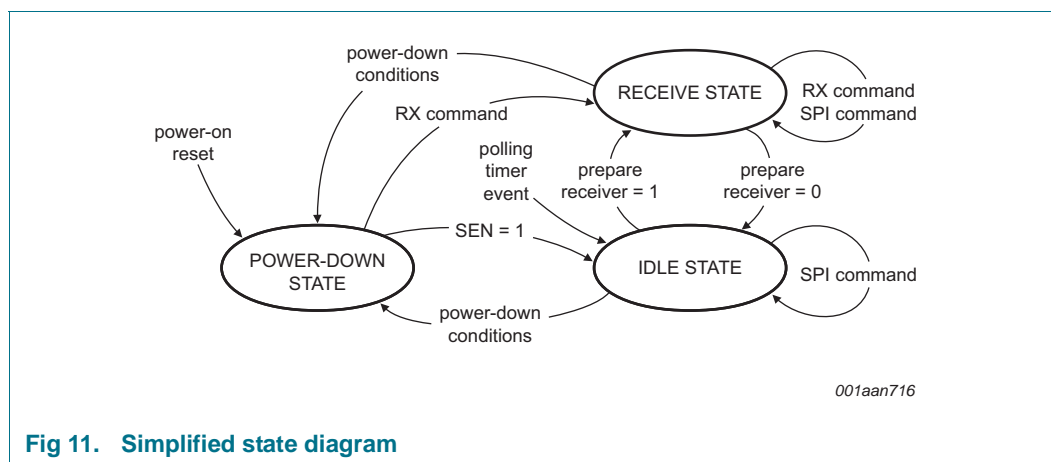 power-down
conditions
RECEIVE STATE
RX command
SPI command
RX command
power-on
reset
polling
timer
event
prepare
receiver = 1
prepare
receiver = 0
SEN = 1
POWER-DOWN
STATE
IDLE STATE
SPI command
power-down
conditions
001aan716
Fig 11. Simplified state diagram